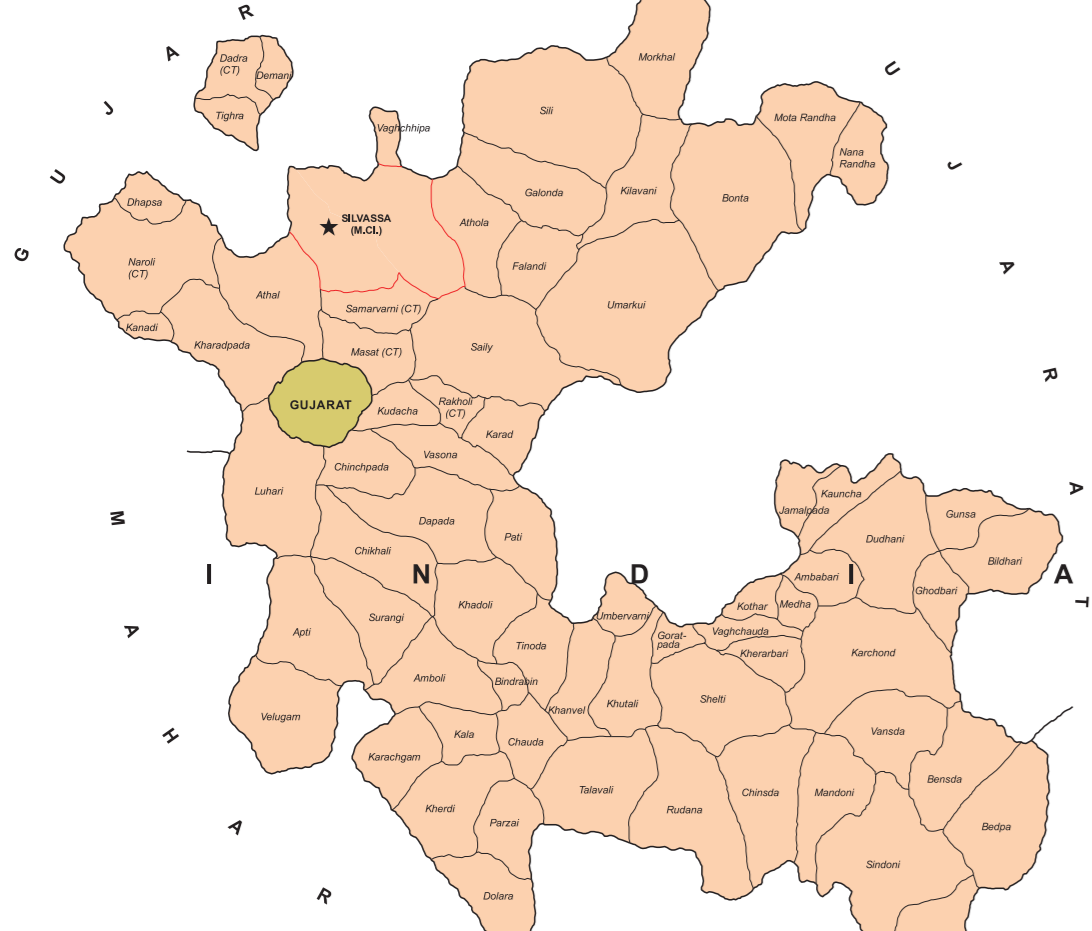 R
A
J
U
G
Dadra
(CT)
Demani
Tighra
Morkhal
U
J
A
R
A
T
Vaghchhipa
Sili
Mota Randha
Nana
Randha
Dhapsa
SILVASSA
(M.Cl.)
Galonda
Kilavani
Bonta
Athola
Naroli
(CT)
Falandi
Athal
Umarkui
Samarvarni (CT)
Kanadi
Kharadpada
Masat (CT)
Saily
GUJARAT
Kudacha
Rakholi
(CT)
Karad
Vasona
Chinchpada
Luhari
Dapada
Pati
Chikhali
Kauncha
Jamalpada
Gunsa
Dudhani
Bildhari
I
N
D
I
A
Ambabari
Ghodbari
Kothar
Medha
Khadoli
Surangi
Apti
Umbervarni
Gorat-
pada
Vaghchauda
Kherarbari
Karchond
Tinoda
Amboli
Bindrabin
Khanvel
Khutali
Shelti
Velugam
Vansda
Kala
Chauda
Karachgam
Bensda
Talavali
Chinsda
Mandoni
Kherdi
Parzai
Rudana
Bedpa
Sindoni
Dolara
M
A
H
A
R